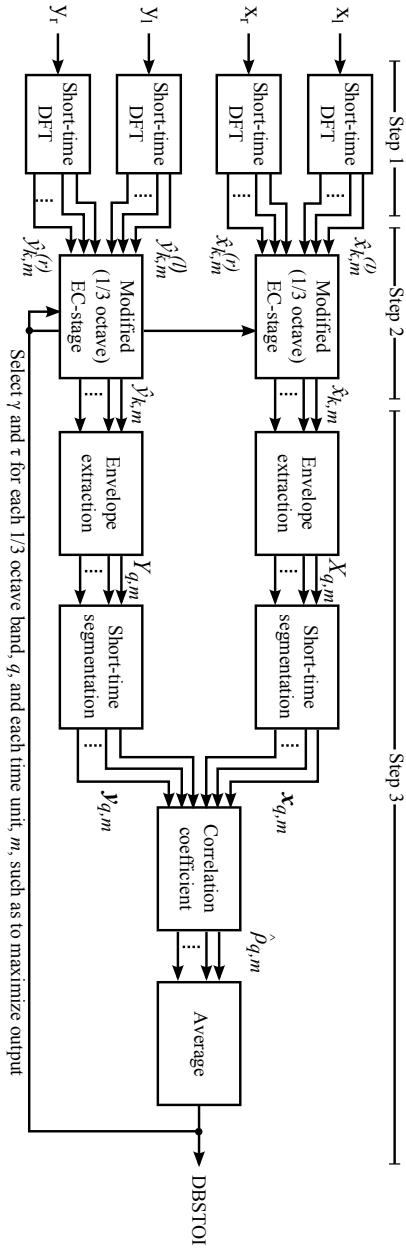 Step 1
Step 2
Step 3
x_l
Short-time
DFT
x_r
Short-time
DFT
y_l
Short-time
DFT
y_r
Short-time
DFT
x̂_{k,m}^{(l)}
x̂_{k,m}^{(r)}
ŷ_{k,m}^{(l)}
ŷ_{k,m}^{(r)}
Modified
(1/3 octave)
EC-stage
Modified
(1/3 octave)
EC-stage
x̂_{k,m}
ŷ_{k,m}
Envelope
extraction
Envelope
extraction
X_{q,m}
Y_{q,m}
Short-time
segmentation
Short-time
segmentation
x_{q,m}
y_{q,m}
Correlation
coefficient
ρ̂_{q,m}
Average
DBSTOI
Select γ and τ for each 1/3 octave band, q, and each time unit, m, such as to maximize output